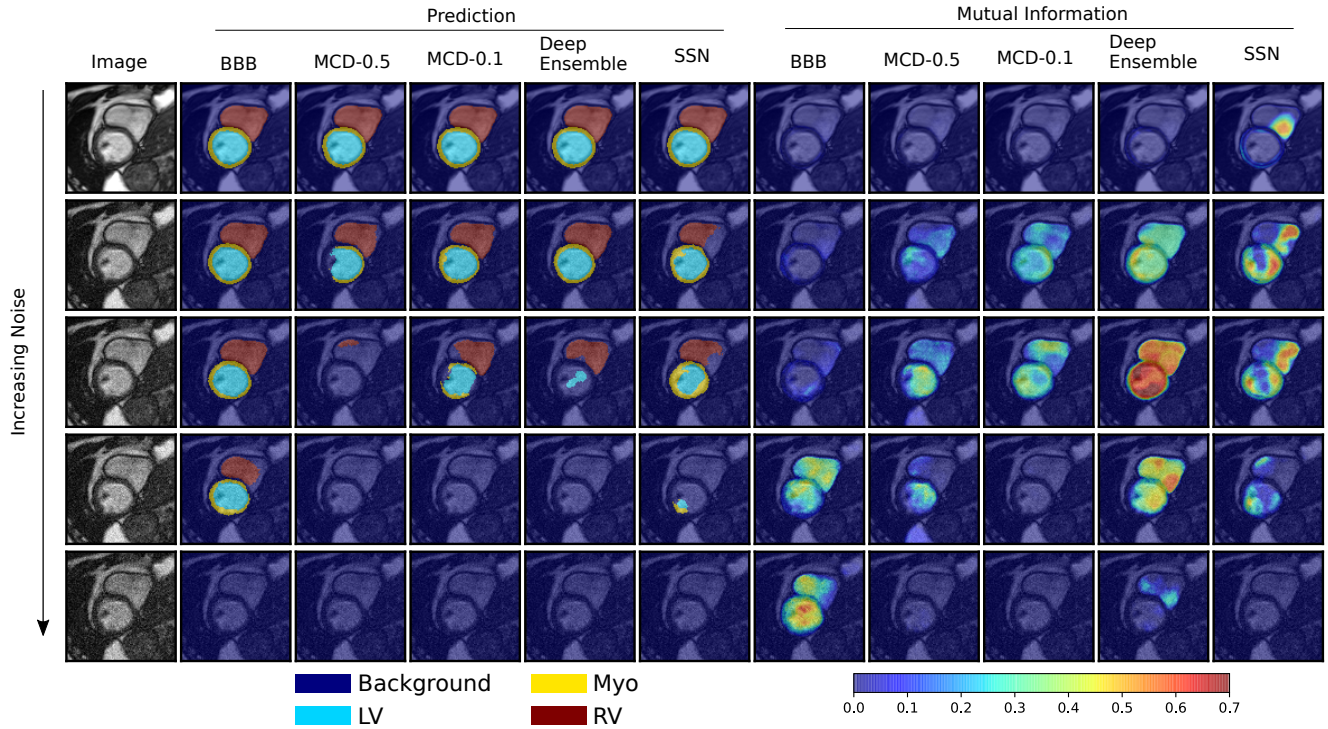 Prediction
Mutual Information
Image
BBB
MCD-0.5
MCD-0.1
Deep
Ensemble
SSN
BBB
MCD-0.5
MCD-0.1
Deep
Ensemble
SSN
Increasing Noise
Background
Myo
LV
RV
0.0 0.1 0.2 0.3 0.4 0.5 0.6 0.7